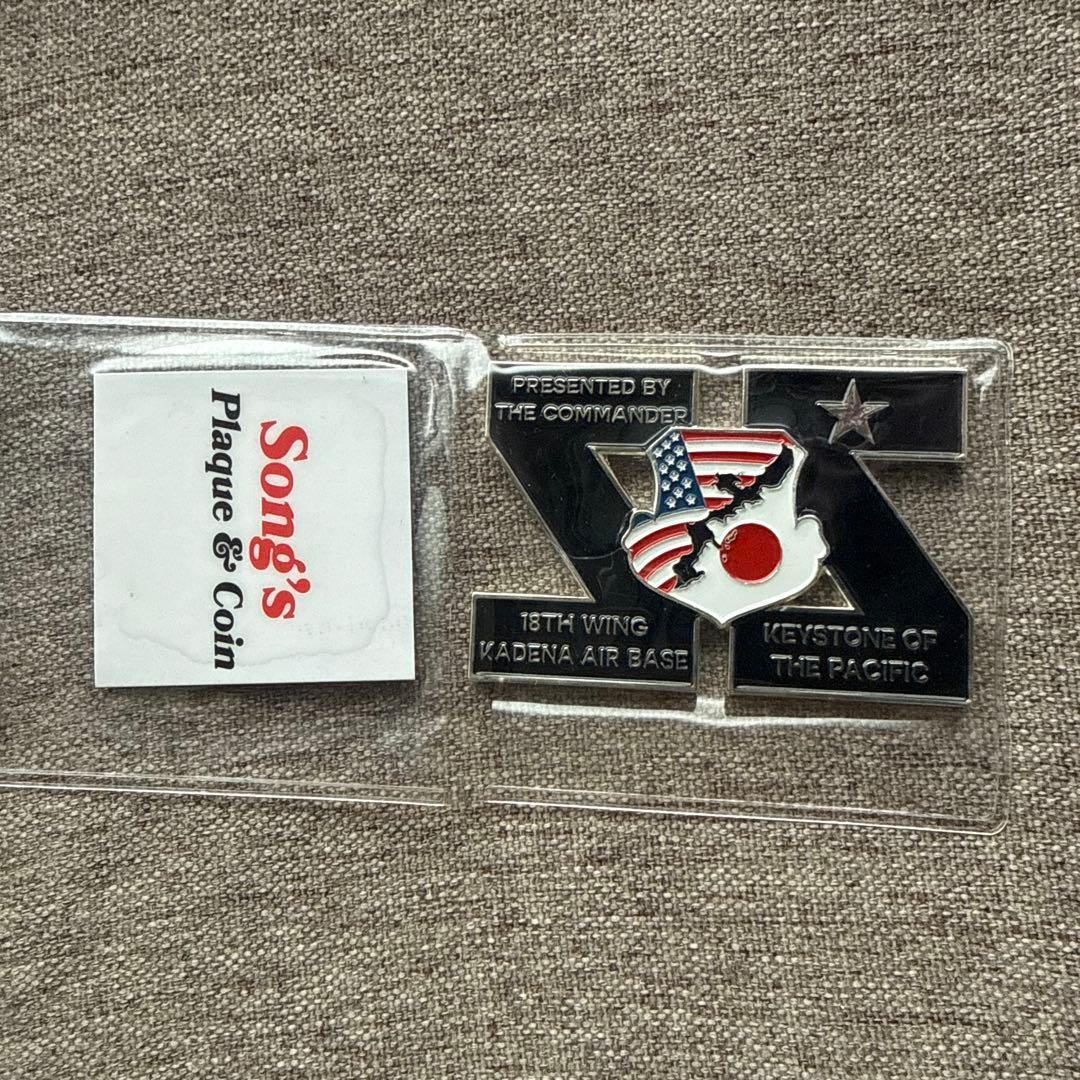 Song's
Plaque & Coin
PRESENTED BY
THE COMMANDER
18TH WING
KADENA AIR BASE
KEYSTONE OF
THE PACIFIC